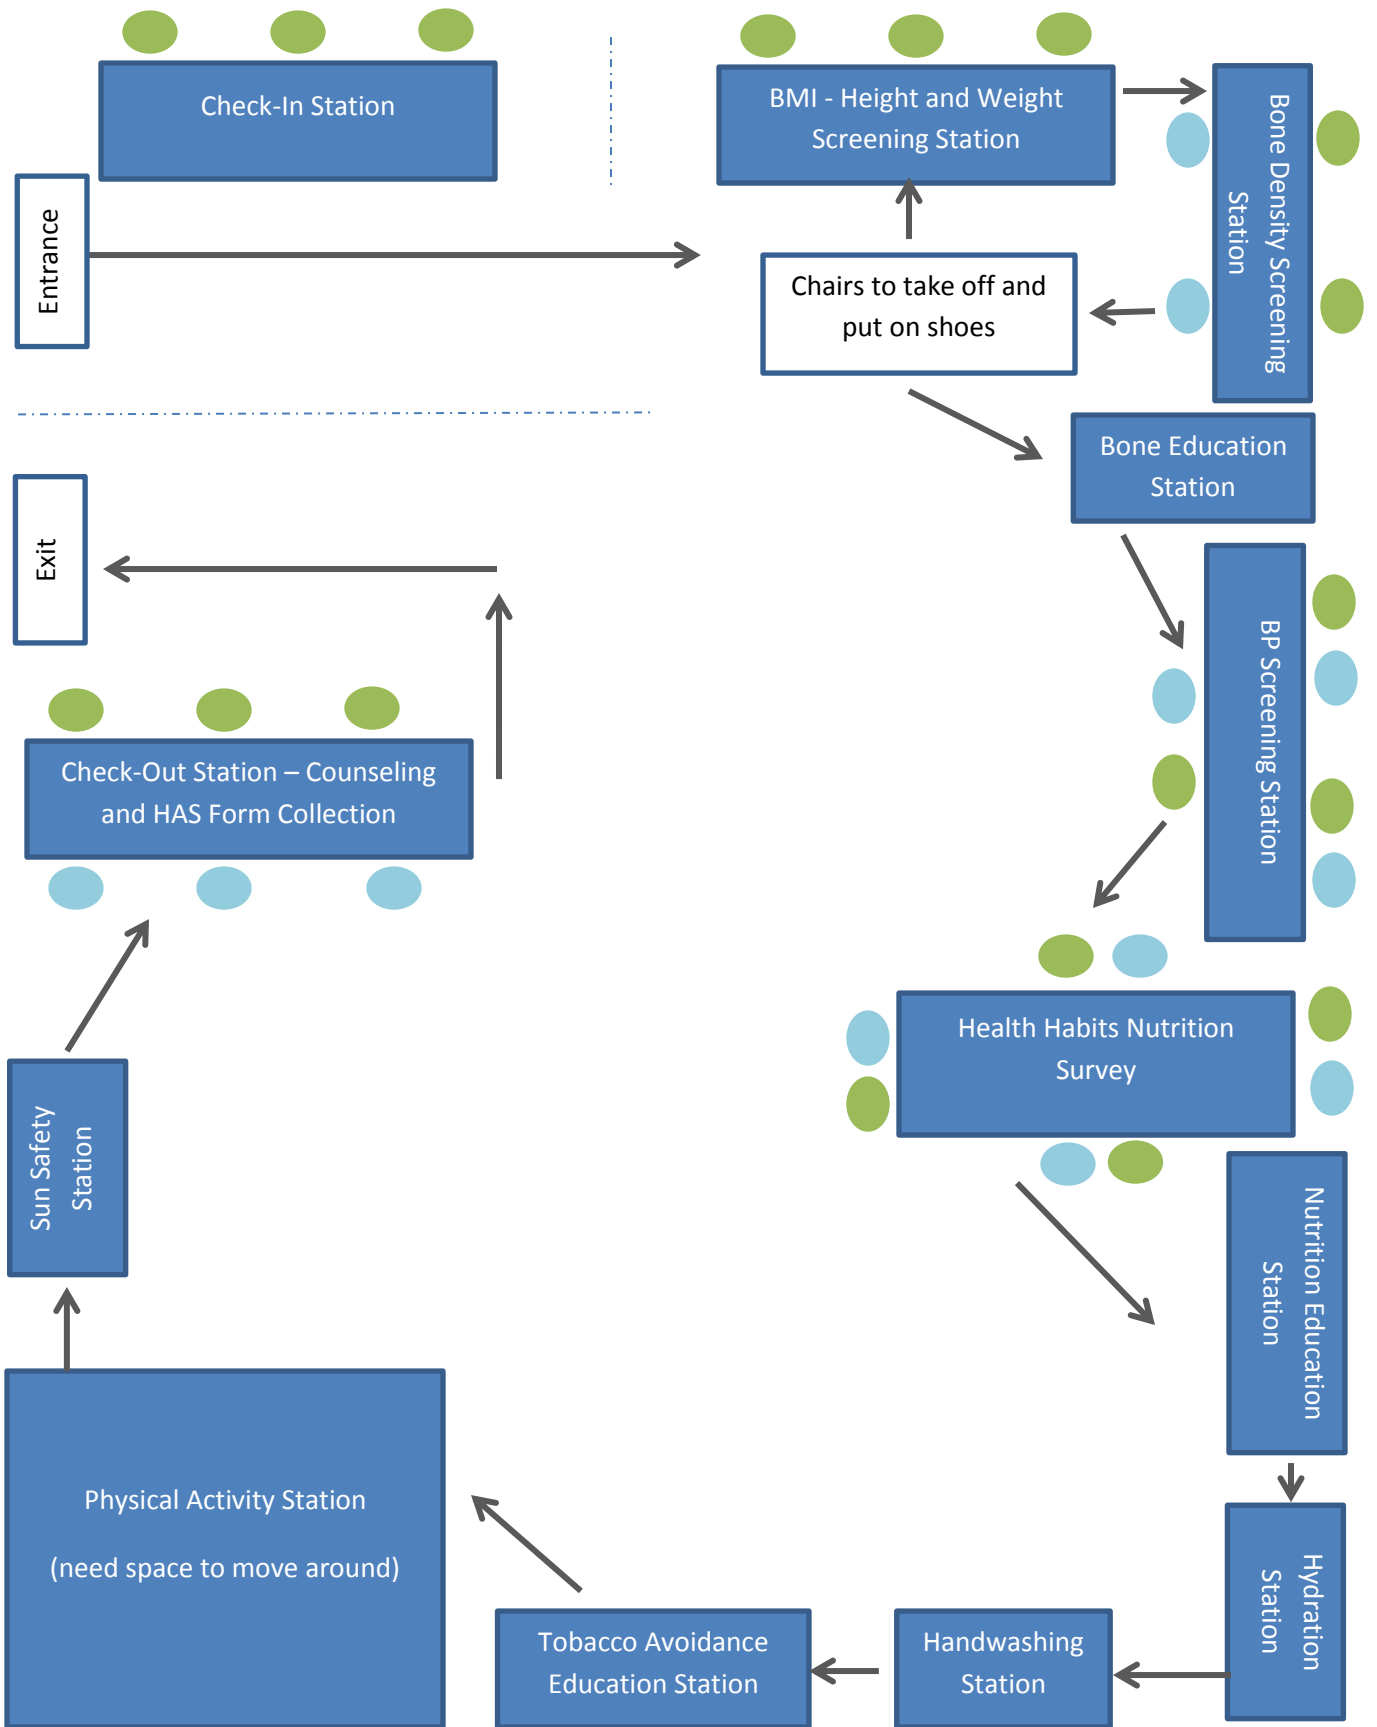 Check-In Station
BMI - Height and Weight
Screening Station
Bone Density Screening
Station
Entrance
Chairs to take off and
put on shoes
Bone Education
Station
Exit
BP Screening Station
Check-Out Station – Counseling
and HAS Form Collection
Health Habits Nutrition
Survey
Sun Safety
Station
Nutrition Education
Station
Physical Activity Station
(need space to move around)
Hydration
Station
Tobacco Avoidance
Education Station
Handwashing
Station